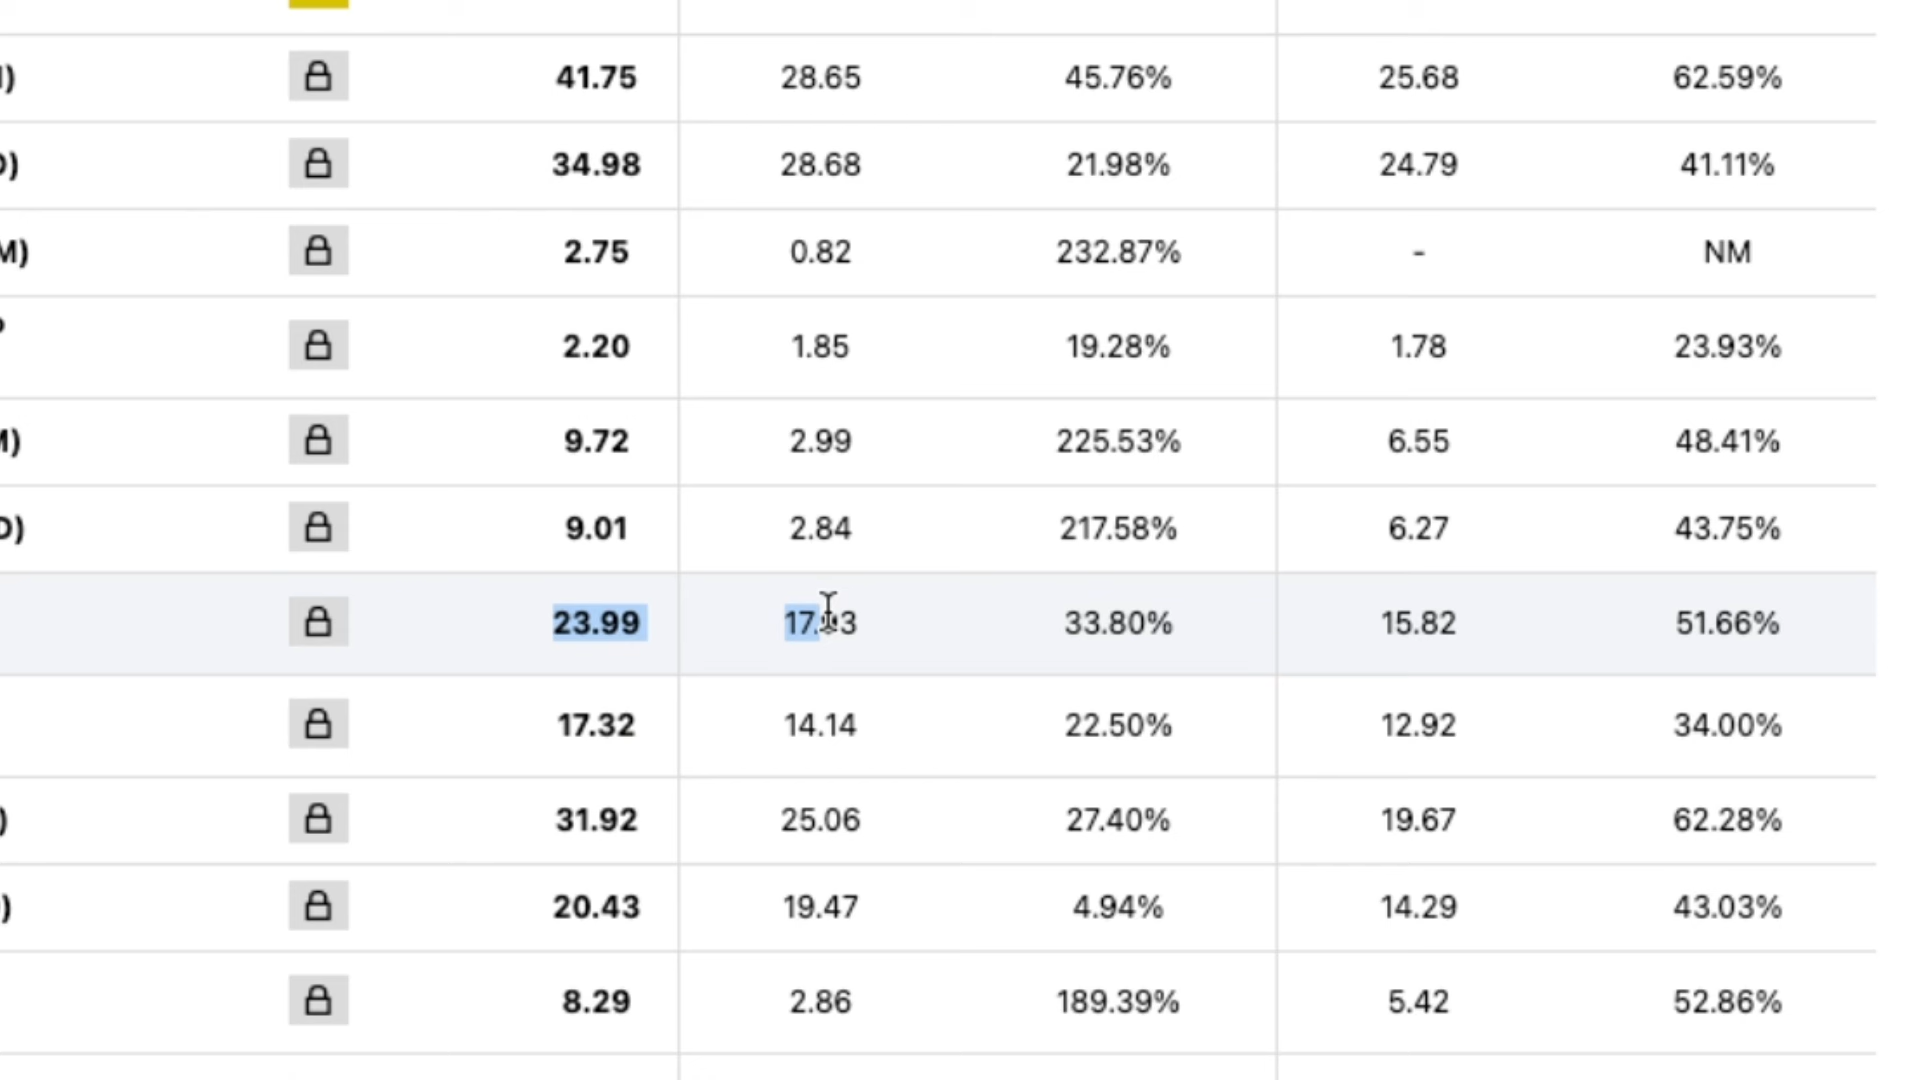 41.75 28.65 45.76% 25.68 62.59%
34.98 28.68 21.98% 24.79 41.11%
M) 2.75 0.82 232.87% - NM
2.20 1.85 19.28% 1.78 23.93%
M) 9.72 2.99 225.53% 6.55 48.41%
D) 9.01 2.84 217.58% 6.27 43.75%
23.99 33.80% 15.82 51.66%
17.32 14.14 22.50% 12.92 34.00%
) 31.92 25.06 27.40% 19.67 62.28%
) 20.43 19.47 4.94% 14.29 43.03%
8.29 2.86 189.39% 5.42 52.86%